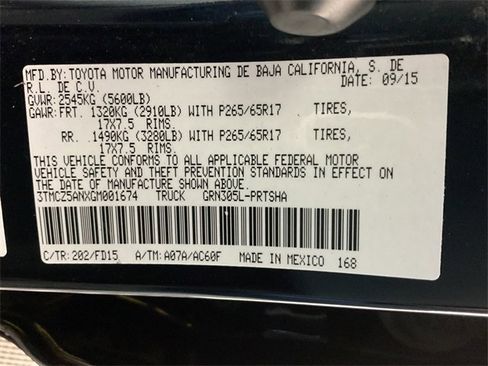 MFD.BY:TOYOTA MOTOR MANUFACTURING DE BAJA CALIFORNIA, S. DE
R.L. DE C.V. DATE: 09/15
GVWR:2545KG (5600LB)
GAWR:FRT. 1320KG (2910LB) WITH P265/65R17 TIRES,
17X7.5 RIMS.
RR. 1490KG (3280LB) WITH P265/65R17 TIRES,
17X7.5 RIMS.
THIS VEHICLE CONFORMS TO ALL APPLICABLE FEDERAL MOTOR
VEHICLE SAFETY AND THEFT PREVENTION STANDARDS IN EFFECT ON THE
DATE OF MANUFACTURE SHOWN ABOVE.
3TMCZ5ANXGM001674 TRUCK GRN305L-PRTSHA
C/TR:202/FD15 A/TM:A07A/AC60F MADE IN MEXICO 168